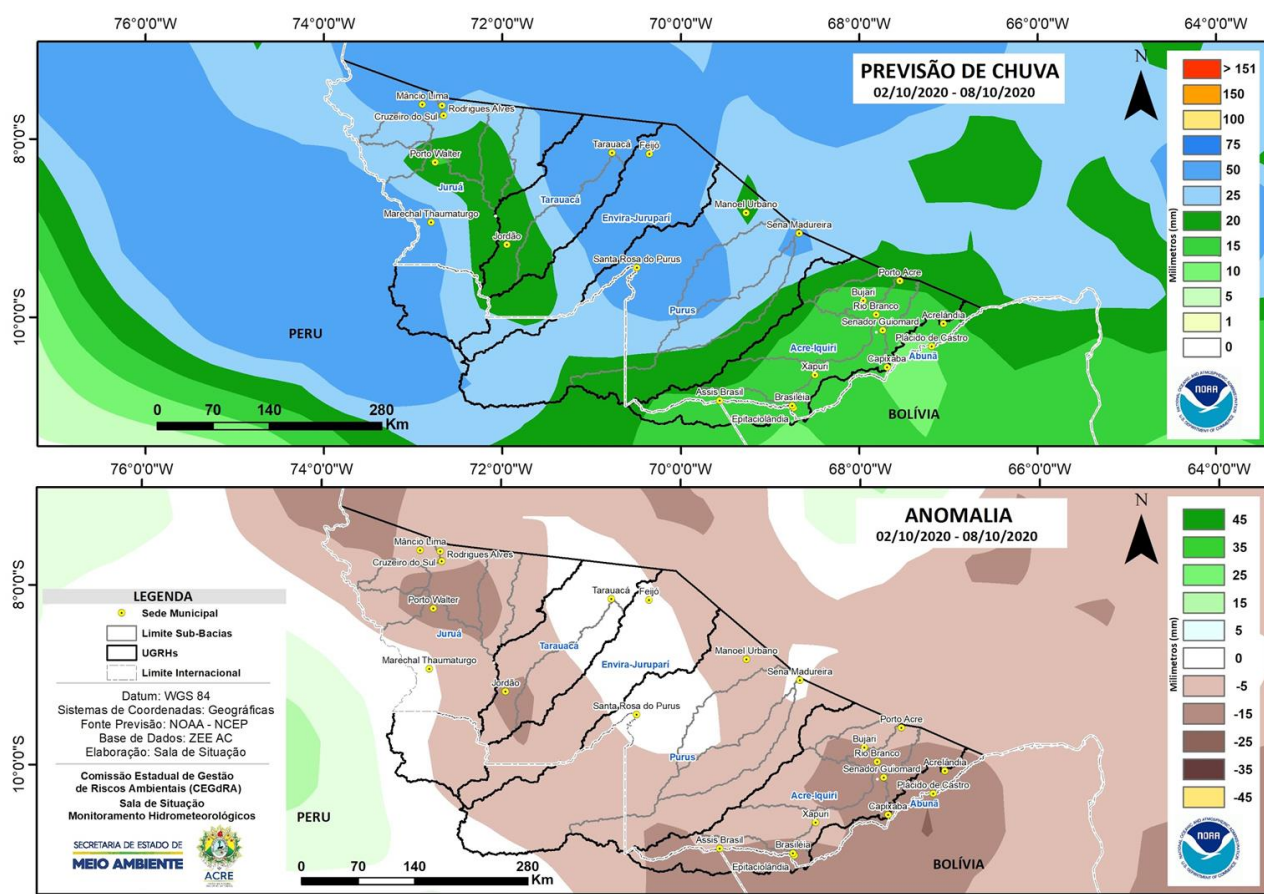 76°0'0"W 74°0'0"W 72°0'0"W 70°0'0"W 68°0'0"W 66°0'0"W 64°0'0"W
PREVISÃO DE CHUVA
02/10/2020 - 08/10/2020
N
> 151
150
100
75
50
25
20
15
10
5
1
0
Milímetros (mm)
NOAA
8°0'0"S
10°0'0"S
Mâncio Lima
Rodrigues Alves
Cruzeiro do Sul
Porto Walter
Juruá
Marechal Thaumaturgo
Jordão
Tarauacá
Feijó
Tarauacá
Envira-Jurupari
Manoel Urbano
Sena Madureira
Santa Rosa do Purus
Purus
Porto Acre
Bujari
Rio Branco
Senador Guiomard
Acrelândia
Plácido de Castro
Abunã
Acre-Iquiri
Capixaba
Xapuri
Assis Brasil
Brasiléia
Epitaciolândia
PERU
BOLÍVIA
0 70 140 280
Km
76°0'0"W 74°0'0"W 72°0'0"W 70°0'0"W 68°0'0"W 66°0'0"W 64°0'0"W
ANOMALIA
02/10/2020 - 08/10/2020
N
45
35
25
15
5
0
-5
-15
-25
-35
-45
Milímetros (mm)
NOAA
8°0'0"S
10°0'0"S
Mâncio Lima
Rodrigues Alves
Cruzeiro do Sul
Porto Walter
Juruá
Marechal Thaumaturgo
Jordão
Tarauacá
Feijó
Tarauacá
Envira-Jurupari
Manoel Urbano
Sena Madureira
Santa Rosa do Purus
Purus
Porto Acre
Bujari
Rio Branco
Senador Guiomard
Acrelândia
Plácido de Castro
Abunã
Acre-Iquiri
Capixaba
Xapuri
Assis Brasil
Brasiléia
Epitaciolândia
PERU
BOLÍVIA
0 70 140 280
Km
LEGENDA
Sede Municipal
Limite Sub-Bacias
UGRHs
Limite Internacional
Datum: WGS 84
Sistemas de Coordenadas: Geográficas
Fonte Previsão: NOAA - NCEP
Base de Dados: ZEE AC
Elaboração: Sala de Situação
Comissão Estadual de Gestão
de Riscos Ambientais (CEGdRA)
Sala de Situação
Monitoramento Hidrometeorológicos
SECRETARIA DE ESTADO DE
MEIO AMBIENTE
ACRE